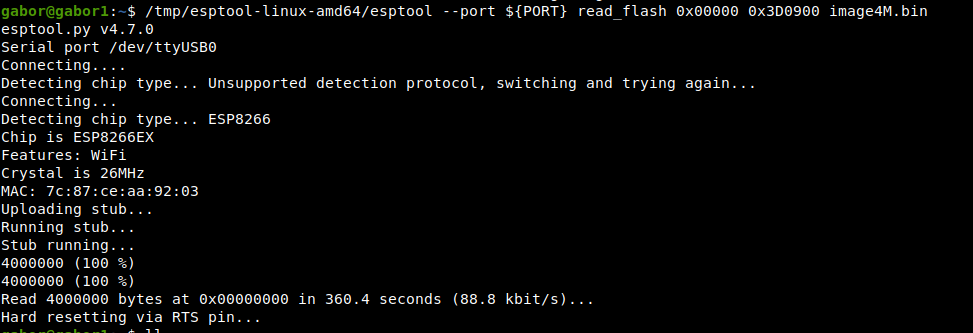 gabor@gabor1:~$ /tmp/esptool-linux-amd64/esptool --port ${PORT} read_flash 0x00000 0x3D0900 image4M.bin
esptool.py v4.7.0
Serial port /dev/ttyUSB0
Connecting....
Detecting chip type... Unsupported detection protocol, switching and trying again...
Connecting...
Detecting chip type... ESP8266
Chip is ESP8266EX
Features: WiFi
Crystal is 26MHz
MAC: 7c:87:ce:aa:92:03
Uploading stub...
Running stub...
Stub running...
4000000 (100 %)
4000000 (100 %)
Read 4000000 bytes at 0x00000000 in 360.4 seconds (88.8 kbit/s)...
Hard resetting via RTS pin...